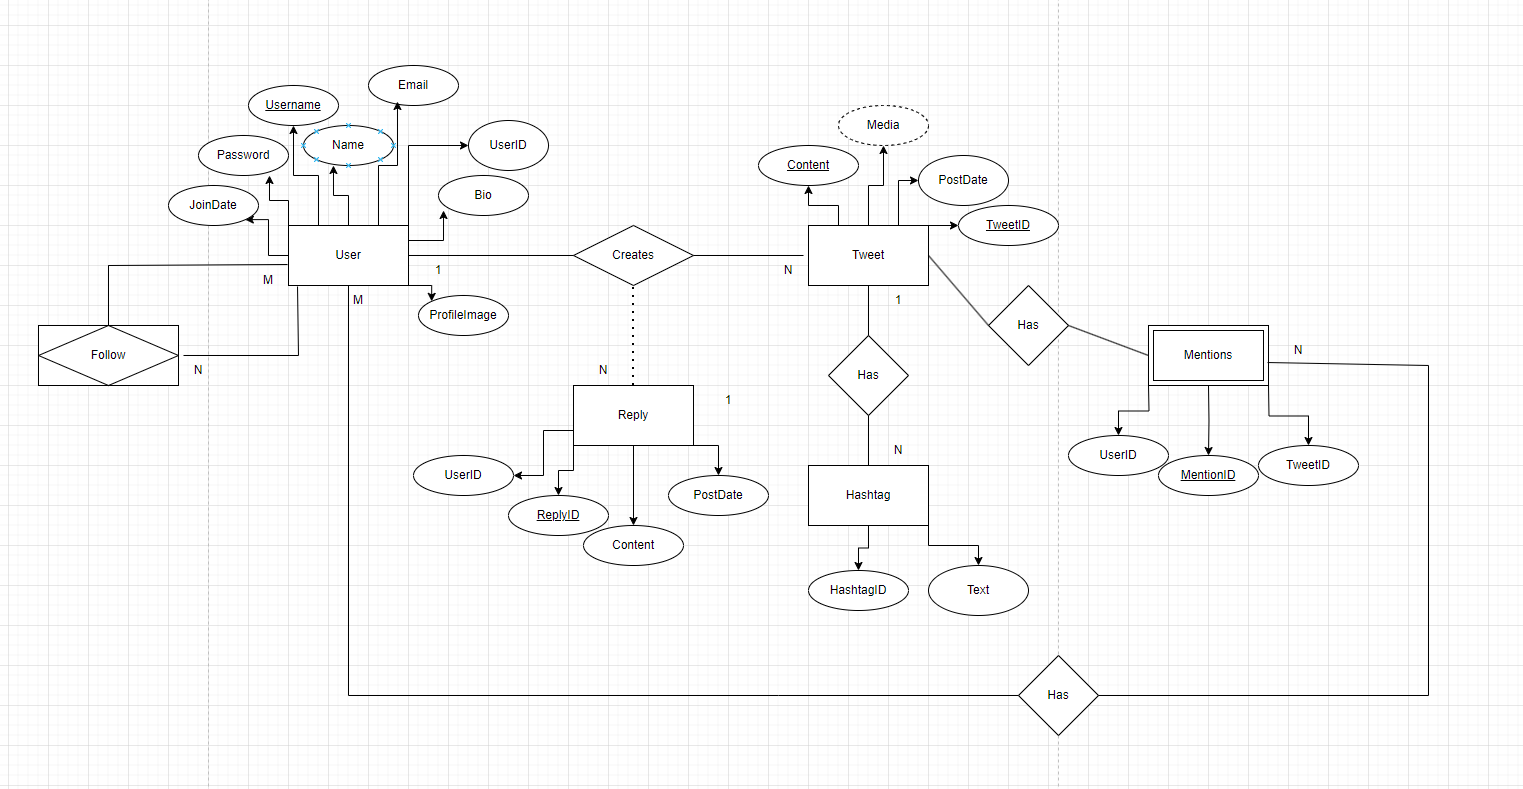 Email
Username
Name
UserID
Password
Bio
JoinDate
Media
Content
PostDate
TweetID
User
Creates
Tweet
1
N
M
M
1
ProfileImage
Has
Follow
N
N
Has
Mentions
N
1
Reply
UserID
ReplyID
Content
PostDate
N
Hashtag
HashtagID
Text
UserID
MentionID
TweetID
Has